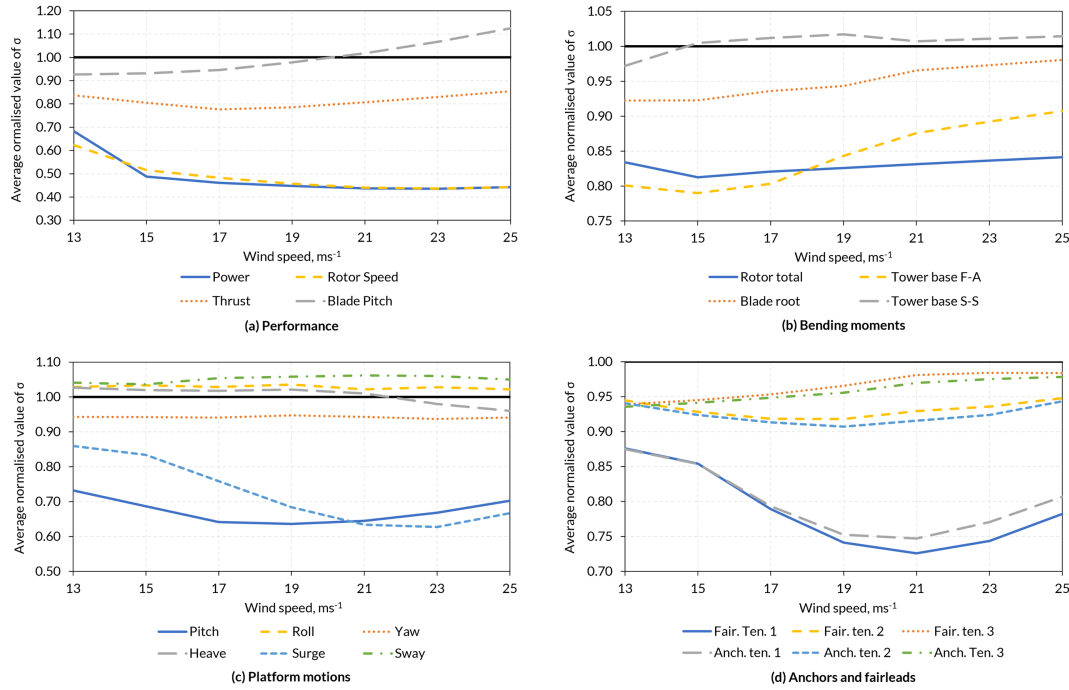 Average ormalised value of σ
1.20
1.10
1.00
0.90
0.80
0.70
0.60
0.50
0.40
0.30
13 15 17 19 21 23 25
Wind speed, ms⁻¹
Power Rotor Speed
Thrust Blade Pitch
(a) Performance
Average normalised value of σ
1.05
1.00
0.95
0.90
0.85
0.80
0.75
13 15 17 19 21 23 25
Wind speed, ms⁻¹
Rotor total Tower base F-A
Blade root Tower base S-S
(b) Bending moments
Average normalised value of σ
1.10
1.00
0.90
0.80
0.70
0.60
0.50
13 15 17 19 21 23 25
Wind speed, ms⁻¹
Pitch Roll Yaw
Heave Surge Sway
(c) Platform motions
Average normalised value of σ
1.00
0.95
0.90
0.85
0.80
0.75
0.70
13 15 17 19 21 23 25
Wind speed, ms⁻¹
Fair. Ten. 1 Fair. ten. 2 Fair. ten. 3
Anch. ten. 1 Anch. ten. 2 Anch. Ten. 3
(d) Anchors and fairleads